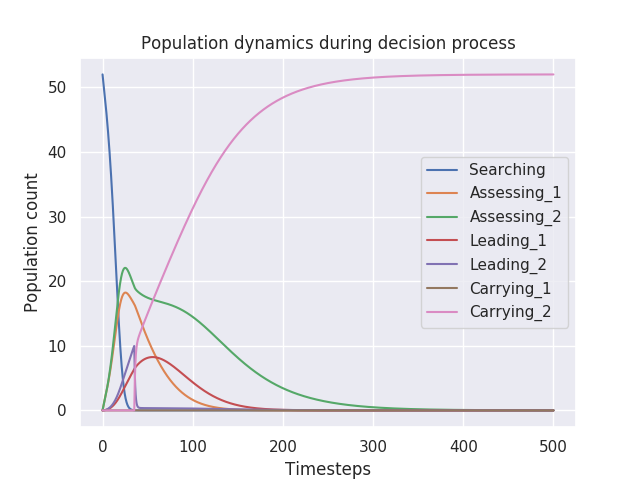 Population dynamics during decision process
Population count
50
40
30
20
10
0
Searching
Assessing_1
Assessing_2
Leading_1
Leading_2
Carrying_1
Carrying_2
0 100 200 300 400 500
Timesteps